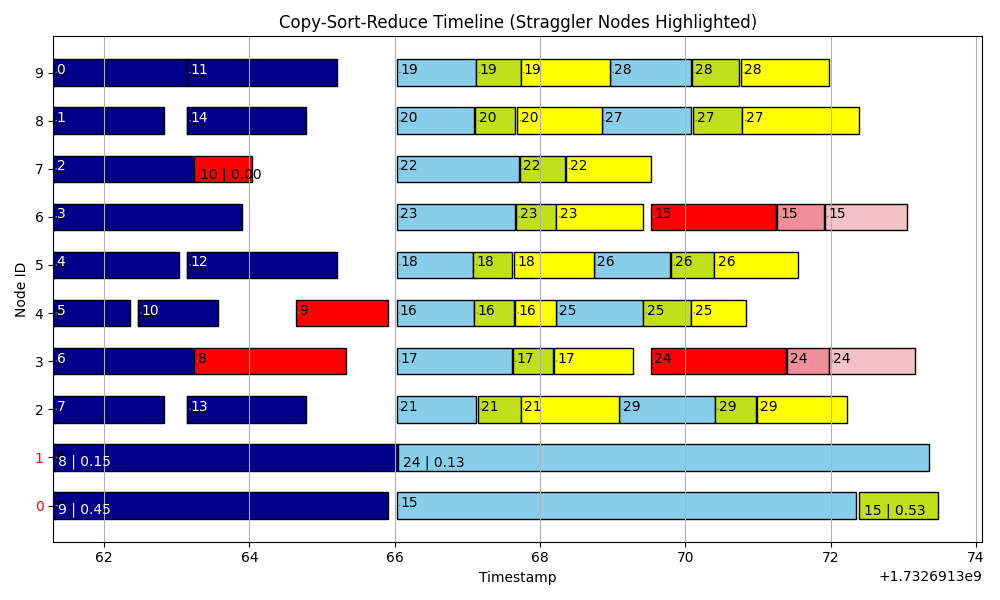 Copy-Sort-Reduce Timeline (Straggler Nodes Highlighted)
9 0 11 19 19 19 28 28 28
8 1 14 20 20 20 27 27 27
7 2 10 | 0.00 22 22 22
6 3 23 23 23 15 15 15
5 4 12 18 18 18 26 26 26
4 5 10 9 16 16 16 25 25 25
3 6 8 17 17 17 24 24 24
2 7 13 21 21 21 29 29 29
1 8 | 0.15 24 | 0.13
0 9 | 0.45 15 15 | 0.53
Node ID
62 64 66 68 70 72 74
Timestamp
+1.7326913e9